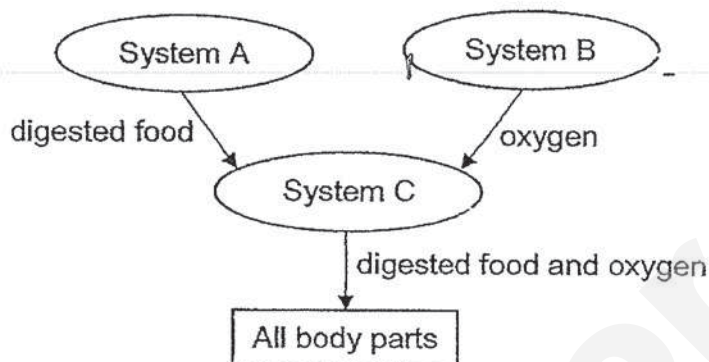 System A
System B
digested food
oxygen
System C
digested food and oxygen
All body parts